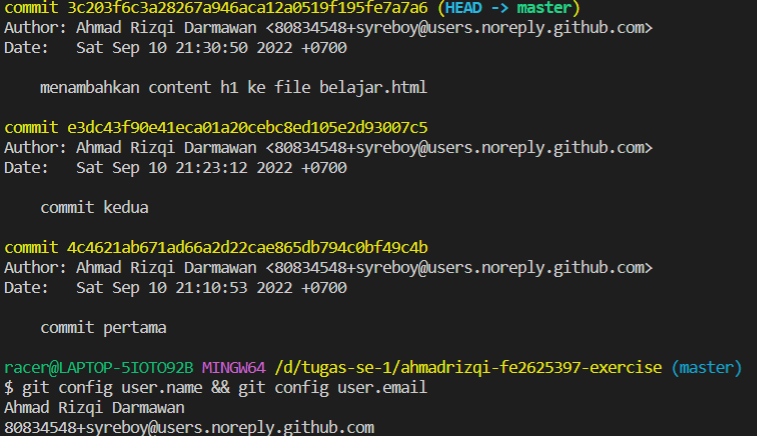 commit 3c203f6c3a28267a946aca12a0519f195fe7a7a6 (HEAD -> master)
Author: Ahmad Rizqi Darmawan <80834548+syreboy@users.noreply.github.com>
Date:   Sat Sep 10 21:30:50 2022 +0700
menambahkan content h1 ke file belajar.html
commit e3dc43f90e41eca01a20cebc8ed105e2d93007c5
Author: Ahmad Rizqi Darmawan <80834548+syreboy@users.noreply.github.com>
Date:   Sat Sep 10 21:23:12 2022 +0700
commit kedua
commit 4c4621ab671ad66a2d22cae865db794c0bf49c4b
Author: Ahmad Rizqi Darmawan <80834548+syreboy@users.noreply.github.com>
Date:   Sat Sep 10 21:10:53 2022 +0700
commit pertama
racer@LAPTOP-5IOTO92B MINGW64 /d/tugas-se-1/ahmadrizqi-fe2625397-exercise (master)
$ git config user.name && git config user.email
Ahmad Rizqi Darmawan
80834548+syreboy@users.noreply.github.com